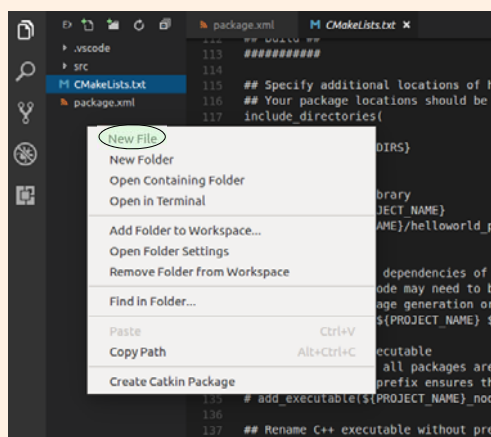 package.xml
CMakeLists.txt
.vscode
src
CMakeLists.txt
package.xml
New File
New Folder
Open Containing Folder
Open in Terminal
Add Folder to Workspace...
Open Folder Settings
Remove Folder from Workspace
Find in Folder...
Paste Ctrl+V
Copy Path Alt+Ctrl+C
Create Catkin Package
112 ## Build ##
113 ###########
114
115 ## Specify additional locations of h
116 ## Your package locations should be
117 include_directories(
DIRS}
brary
JECT_NAME}
AME}/helloworld_p
dependencies of
ode may need to b
age generation or
${PROJECT_NAME} $
ecutable
all packages are
prefix ensures th
135 # add_executable(${PROJECT_NAME}_nod
136
137 ## Rename C++ executable without pre